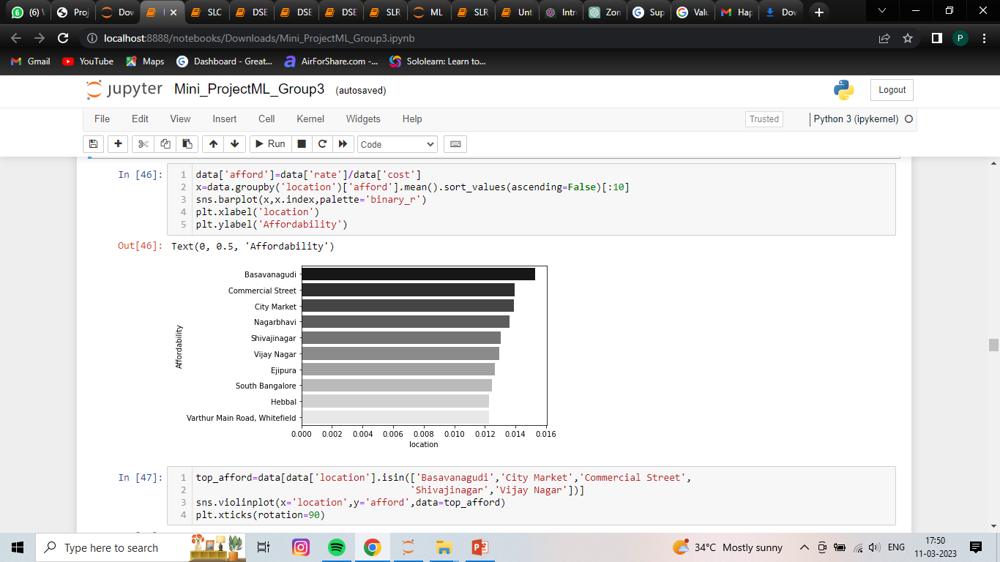 6 (6) \ Proj Dov I SLC DSE DSE DSE SLR ML SLR Unt Intr Zon Sup Valu Hap Dov
localhost:8888/notebooks/Downloads/Mini_ProjectML_Group3.ipynb P
Gmail YouTube Maps Dashboard - Great... AirForShare.com -... Sololearn: Learn to...
jupyter Mini_ProjectML_Group3 (autosaved) Logout
File Edit View Insert Cell Kernel Widgets Help Trusted Python 3 (ipykernel)
Run Code
In [46]:
1 data['afford']=data['rate']/data['cost']
2 x=data.groupby('location')['afford'].mean().sort_values(ascending=False)[:10]
3 sns.barplot(x,x.index,palette='binary_r')
4 plt.xlabel('location')
5 plt.ylabel('Affordability')
Out[46]: Text(0, 0.5, 'Affordability')
Affordability
Basavanagudi
Commercial Street
City Market
Nagarbhavi
Shivajinagar
Vijay Nagar
Ejipura
South Bangalore
Hebbal
Varthur Main Road, Whitefield
0.000 0.002 0.004 0.006 0.008 0.010 0.012 0.014 0.016
location
In [47]:
1 top_afford=data[data['location'].isin(['Basavanagudi','City Market','Commercial Street',
2 'Shivajinagar','Vijay Nagar'])]
3 sns.violinplot(x='location',y='afford',data=top_afford)
4 plt.xticks(rotation=90)
Type here to search 34°C Mostly sunny ENG 17:50
11-03-2023